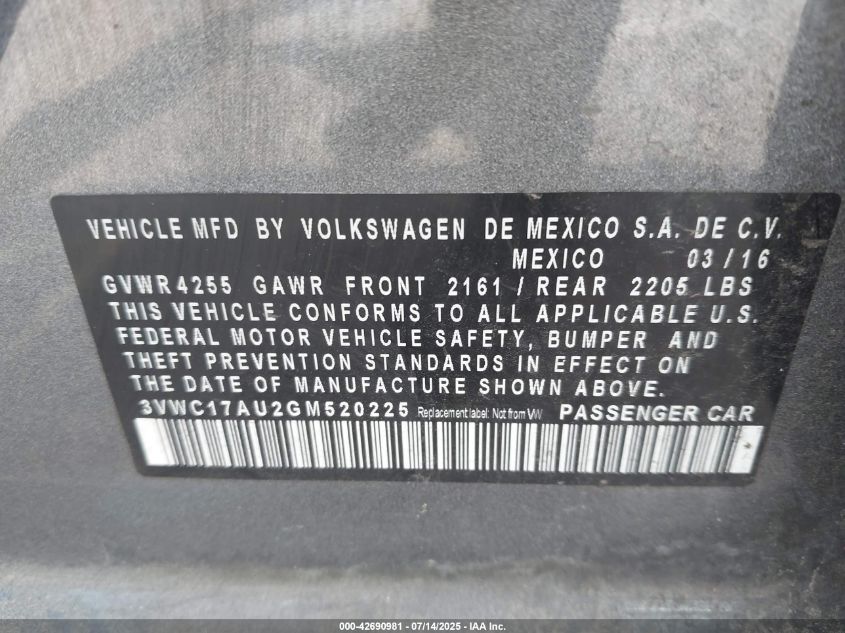 VEHICLE MFD BY VOLKSWAGEN DE MEXICO S.A. DE C.V.
MEXICO 03/16
GVWR4255 GAWR FRONT 2161/REAR 2205 LBS
THIS VEHICLE CONFORMS TO ALL APPLICABLE U.S.
FEDERAL MOTOR VEHICLE SAFETY, BUMPER AND
THEFT PREVENTION STANDARDS IN EFFECT ON
THE DATE OF MANUFACTURE SHOWN HERE.
3VWC17AU2GM520225 Replacement label: Not from VW PASSENGER CAR
000-42690981 - 07/14/2025 - IAA Inc.